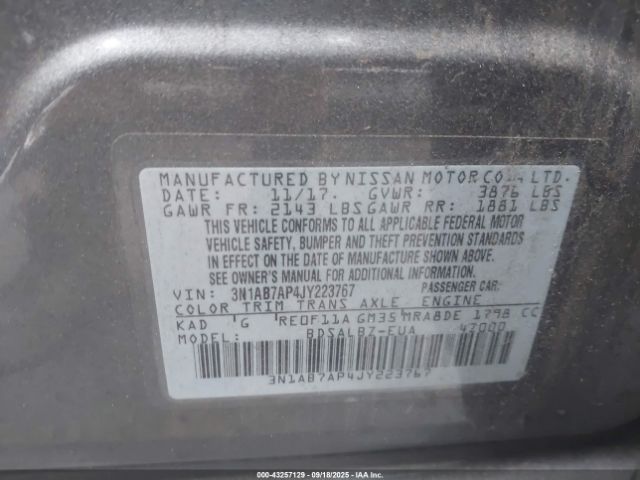 MANUFACTURED BY NISSAN MOTOR CO., LTD.
DATE: 11/17. GVWR: 3876 LBS
GAWR FR: 2143 LBS GAWR RR: 1881 LBS
THIS VEHICLE CONFORMS TO ALL APPLICABLE FEDERAL MOTOR
VEHICLE SAFETY, BUMPER AND THEFT PREVENTION STANDARDS
IN EFFECT ON THE DATE OF MANUFACTURE SHOWN ABOVE.
SEE OWNER'S MANUAL FOR ADDITIONAL INFORMATION.
VIN: 3N1AB7AP4JY223767 PASSENGER CAR
COLOR TRIM TRANS AXLE ENGINE
KAD G RE0F11A GM35 MRA8DE 1798 CC
MODEL: BDSALBZ-EUA 42000
3N1AB7AP4JY223767
000-43257129 - 09/18/2025 - IAA Inc.